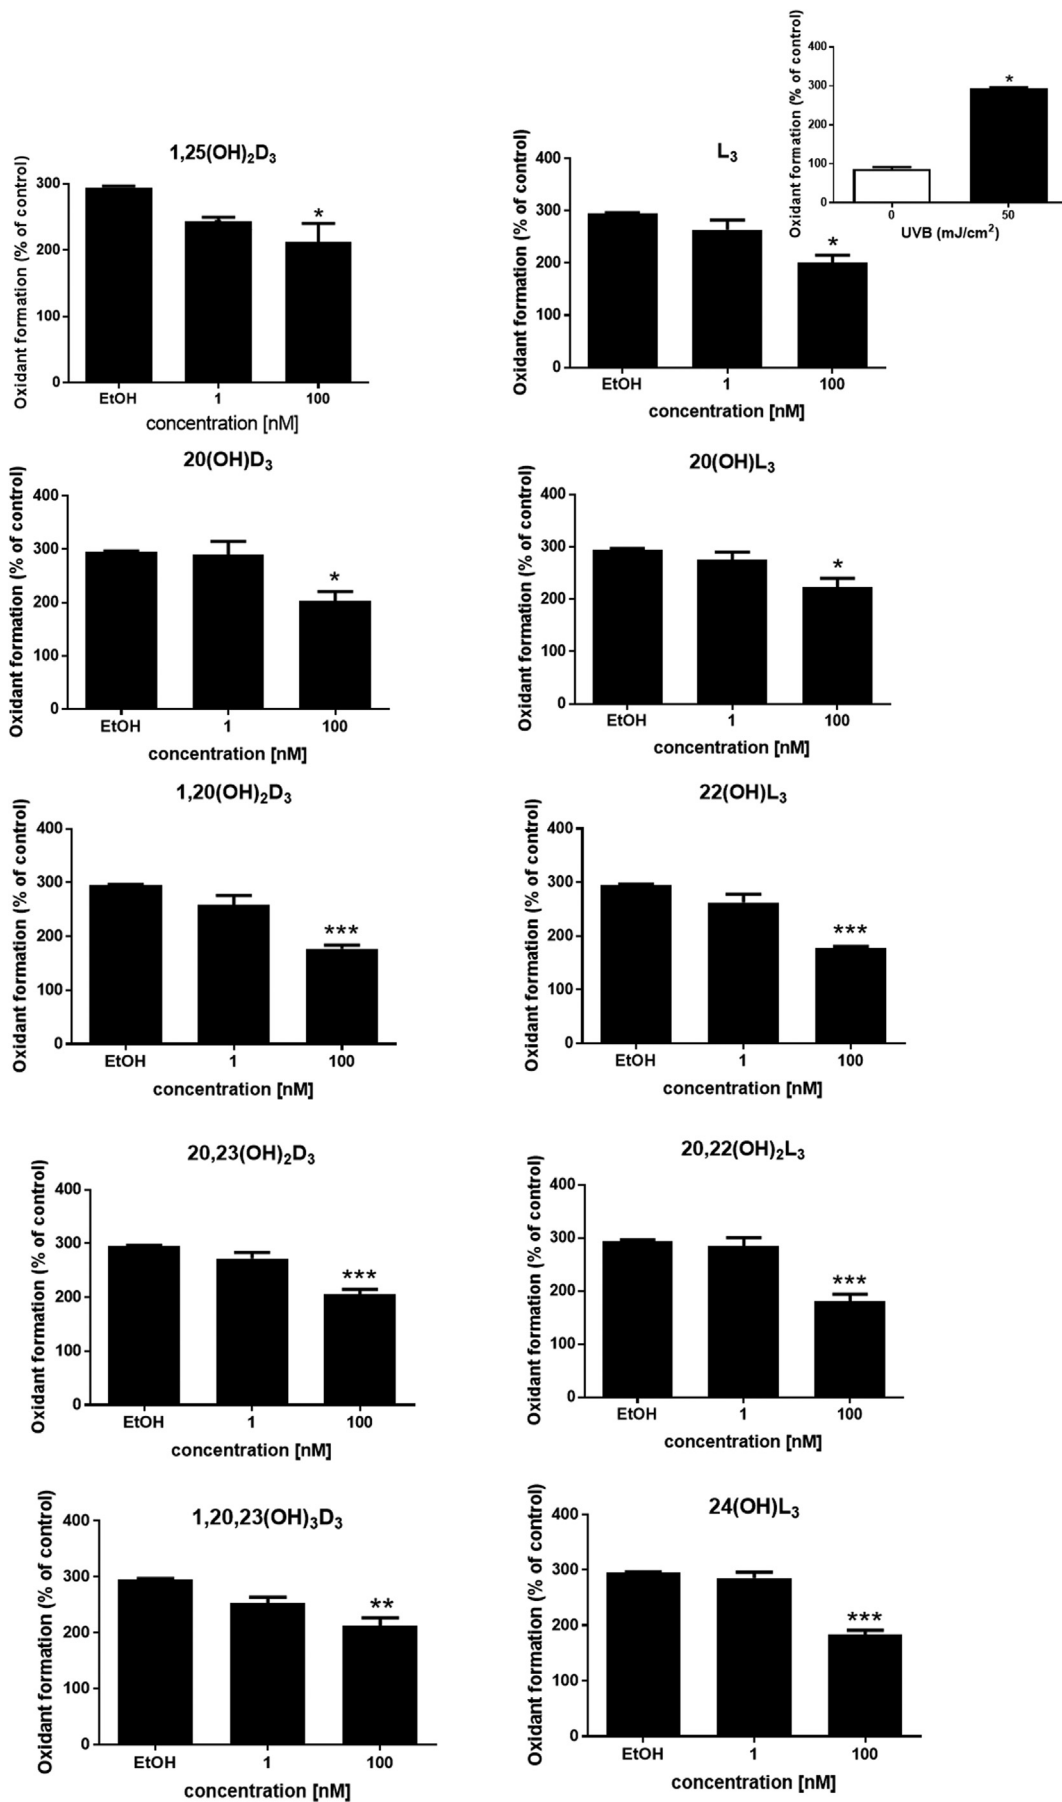 Oxidant formation (% of control)
400
300
200
100
0
*
0
50
UVB (mJ/cm²)
1,25(OH)₂D₃
Oxidant formation (% of control)
300
200
100
0
*
EtOH
1
100
concentration [nM]
L₃
Oxidant formation (% of control)
400
300
200
100
0
*
EtOH
1
100
concentration [nM]
20(OH)D₃
Oxidant formation (% of control)
400
300
200
100
0
*
EtOH
1
100
concentration [nM]
20(OH)L₃
Oxidant formation (% of control)
400
300
200
100
0
*
EtOH
1
100
concentration [nM]
1,20(OH)₂D₃
Oxidant formation (% of control)
400
300
200
100
0
***
EtOH
1
100
concentration [nM]
22(OH)L₃
Oxidant formation (% of control)
400
300
200
100
0
***
EtOH
1
100
concentration [nM]
20,23(OH)₂D₃
Oxidant formation (% of control)
400
300
200
100
0
***
EtOH
1
100
concentration [nM]
20,22(OH)₂L₃
Oxidant formation (% of control)
400
300
200
100
0
***
EtOH
1
100
concentration [nM]
1,20,23(OH)₃D₃
Oxidant formation (% of control)
400
300
200
100
0
**
EtOH
1
100
concentration [nM]
24(OH)L₃
Oxidant formation (% of control)
400
300
200
100
0
***
EtOH
1
100
concentration [nM]